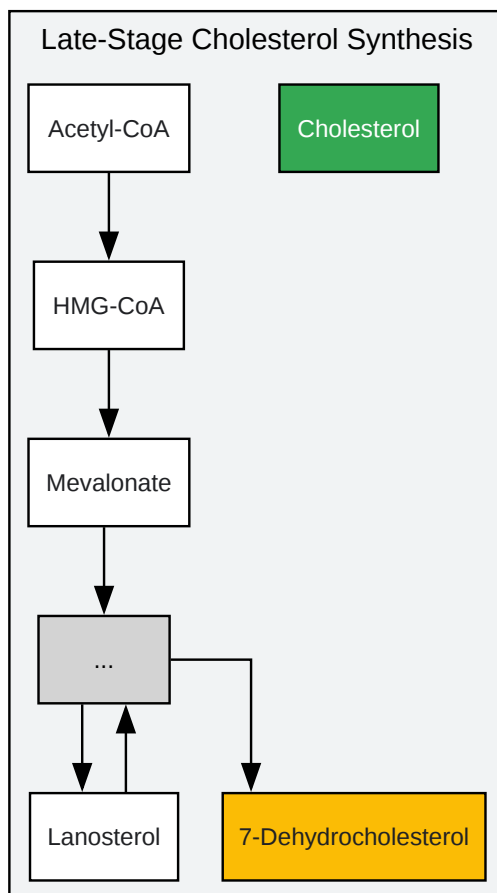 Late-Stage Cholesterol Synthesis
Acetyl-CoA
Cholesterol
HMG-CoA
Mevalonate
...
Lanosterol
7-Dehydrocholesterol